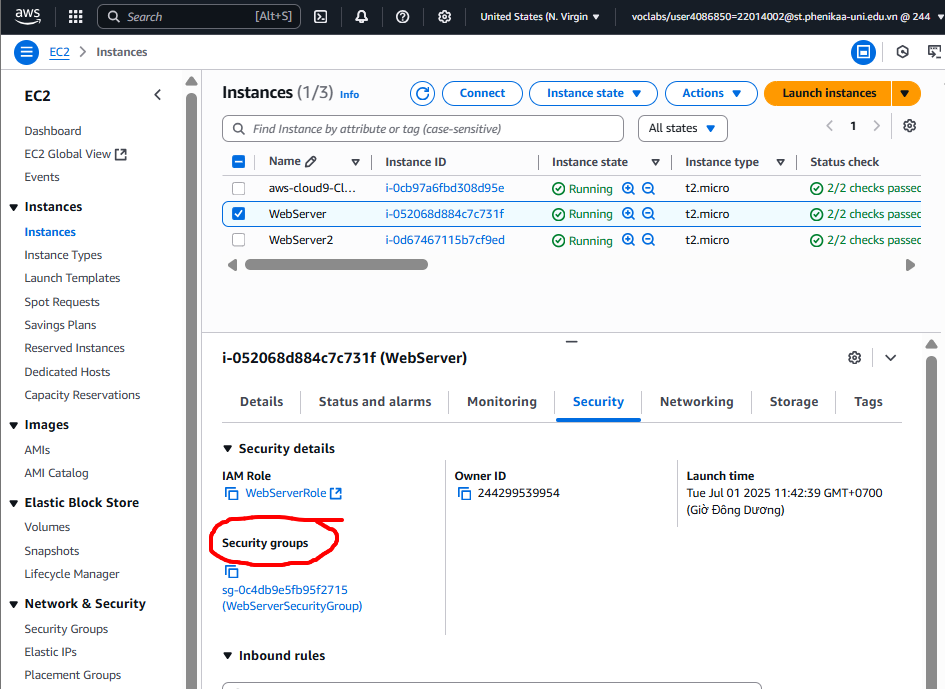 aws
Search [Alt+S] United States (N. Virgin voclabs/user4086850=22014002@st.phenikaa-uni.edu.vn @ 244
EC2 > Instances
EC2
Dashboard
EC2 Global View
Events
Instances
Instances
Instance Types
Launch Templates
Spot Requests
Savings Plans
Reserved Instances
Dedicated Hosts
Capacity Reservations
Images
AMIs
AMI Catalog
Elastic Block Store
Volumes
Snapshots
Lifecycle Manager
Network & Security
Security Groups
Elastic IPs
Placement Groups
Instances (1/3) Info
Connect Instance state Actions Launch instances
Find Instance by attribute or tag (case-sensitive) All states 1
Name Instance ID Instance state Instance type Status check
aws-cloud9-Cl... i-0cb97a6fbd308d95e Running t2.micro 2/2 checks passed
WebServer i-052068d884c7c731f Running t2.micro 2/2 checks passed
WebServer2 i-0d67467115b7cf9ed Running t2.micro 2/2 checks passed
i-052068d884c7c731f (WebServer)
Details Status and alarms Monitoring Security Networking Storage Tags
Security details
IAM Role
WebServerRole
Owner ID
244299539954
Launch time
Tue Jul 01 2025 11:42:39 GMT+0700
(Giờ Đông Dương)
Security groups
sg-0c4db9e5fb95f2715
(WebServerSecurityGroup)
Inbound rules